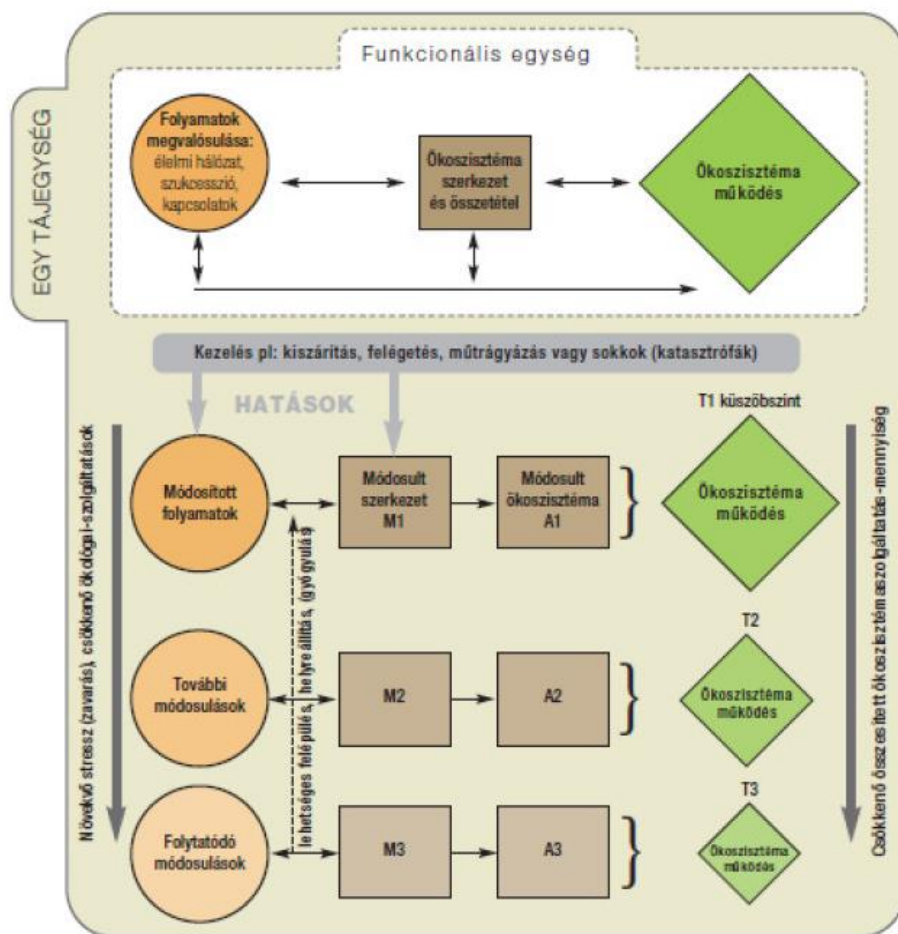 Funkcionális egység
EGY TÁJEGYSÉG
Folyamatok
megvalósulása:
élelmi hálózat,
szukcesszió,
kapcsolatok
Ökoszisztéma
szerkezet
és összetétel
Ökoszisztéma
működés
Kezelés pl: kiszárítás, felégetés, műtrágyázás vagy sokkok (katasztrófák)
HATÁSOK
T1 küszöbszint
Növekvő stressz (zavarás), csökkenő ökológai-szolgáltatások
Módosított
folyamatok
Módosult
szerkezet
M1
Módosult
ökoszisztéma
A1
Ökoszisztéma
működés
Csökkenő összesített ökoszisztémaszolgáltatás-mennyiség
lehetséges felépülés, helyreállítás, (gyógyulás)
T2
További
módosulások
M2
A2
Ökoszisztéma
működés
T3
Folytatódó
módosulások
M3
A3
Ökoszisztéma
működés